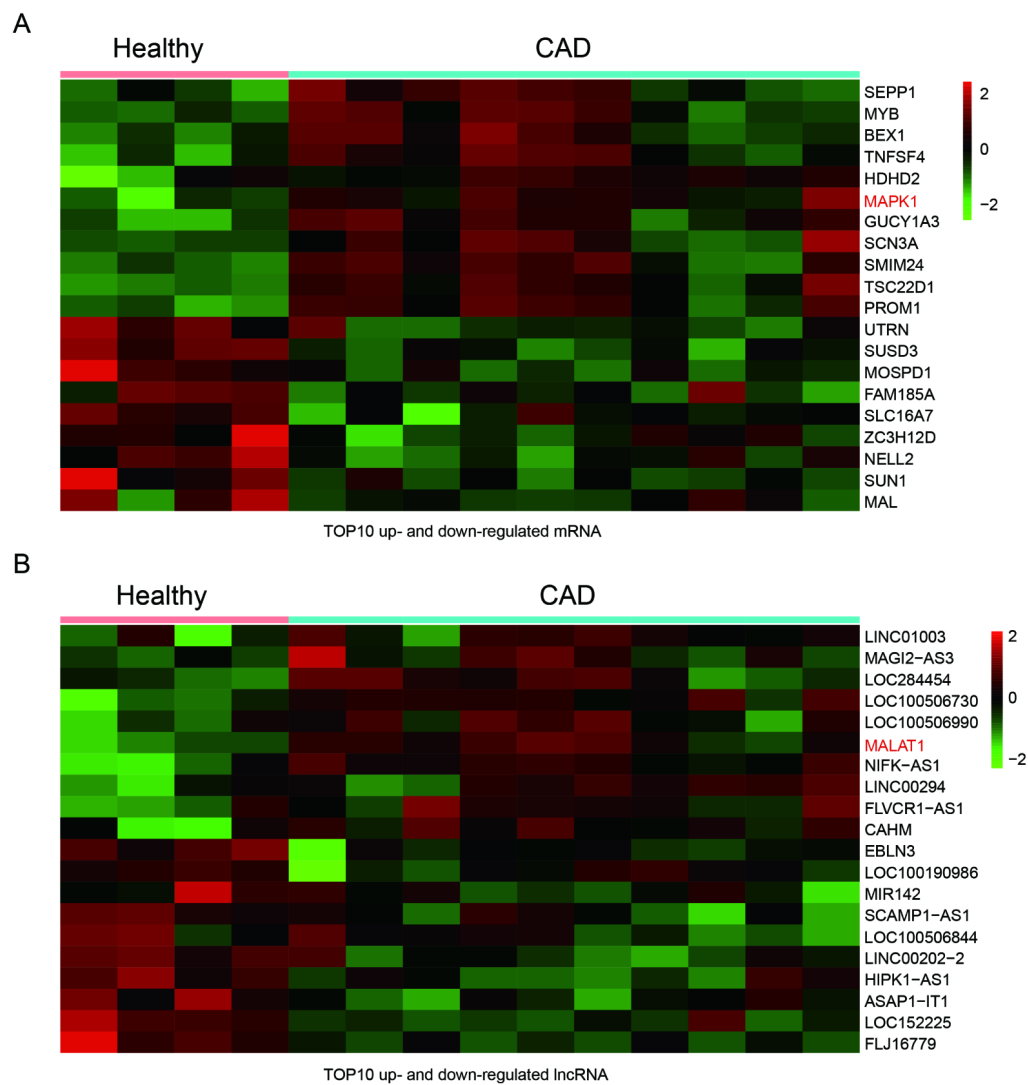 A
Healthy CAD
SEPP1
MYB
BEX1
TNFSF4
HDHD2
MAPK1
GUCY1A3
SCN3A
SMIM24
TSC22D1
PROM1
UTRN
SUSD3
MOSPD1
FAM185A
SLC16A7
ZC3H12D
NELL2
SUN1
MAL
2
0
−2
TOP10 up- and down-regulated mRNA
B
Healthy CAD
LINC01003
MAGI2−AS3
LOC284454
LOC100506730
LOC100506990
MALAT1
NIFK−AS1
LINC00294
FLVCR1−AS1
CAHM
EBLN3
LOC100190986
MIR142
SCAMP1−AS1
LOC100506844
LINC00202−2
HIPK1−AS1
ASAP1−IT1
LOC152225
FLJ16779
2
0
−2
TOP10 up- and down-regulated lncRNA